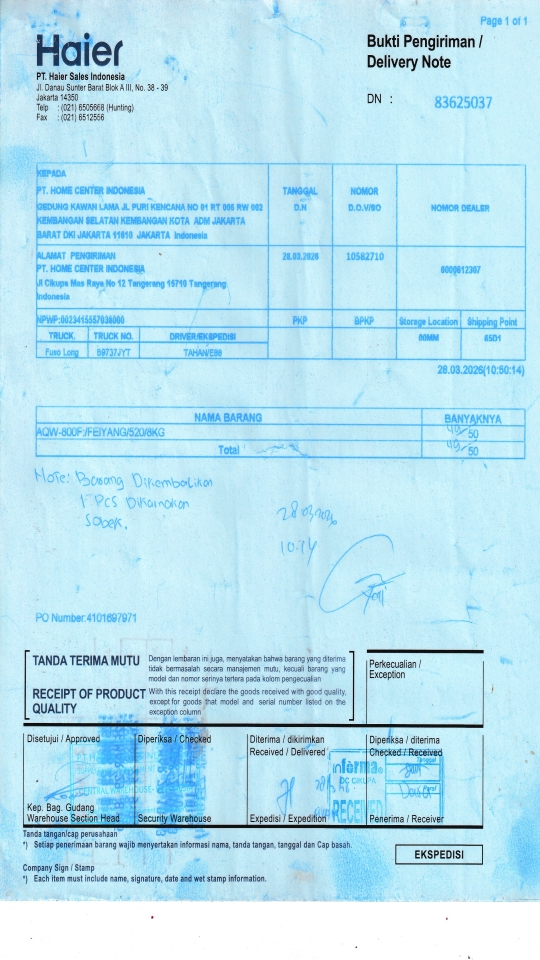 Page 1 of 1
Haier
Bukti Pengiriman /
Delivery Note
PT. Haier Sales Indonesia
Jl. Danau Sunter Barat Blok A III, No. 38 - 39
Jakarta 14350
Telp : (021) 6505668 (Hunting)
Fax : (021) 6512556
DN : 83625037
KEPADA
PT. HOME CENTER INDONESIA
GEDUNG KAWAN LAMA JL PURI KENCANA NO 01 RT 005 RW 002
KEMBANGAN SELATAN KEMBANGAN KOTA ADM JAKARTA
BARAT DKI JAKARTA 11610 JAKARTA Indonesia
TANGGAL
D.N
NOMOR
D.O.V/SO
NOMOR DEALER
ALAMAT PENGIRIMAN
PT. HOME CENTER INDONESIA
Jl Cikupa Mas Raya No 12 Tangerang 15710 Tangerang
Indonesia
28.03.2026
10582710
NPWP:
PKP
BPKP
Storage Location
Shipping Point
TRUCK.
TRUCK NO.
DRIVER/EKSPEDISI
00MM
65D1
Fuso Long
B9737JYT
28.03.2026(10:50:14)
NAMA BARANG
BANYAKNYA
AQW-800F:/FEIYANG/520/8KG
49 50
Total
49 50
Note: Barang Dikembalikan
1 PCS Dikarnakan
Sobek.
28 03 2026
PO Number:4101697971
TANDA TERIMA MUTU
Dengan lembaran ini juga, menyatakan bahwa barang yang diterima
tidak bermasalah secara manajemen mutu, kecuali barang yang
model dan nomor serinya tertera pada kolom pengecualian
RECEIPT OF PRODUCT
QUALITY
With this receipt declare the goods received with good quality,
except for goods that model and serial number listed on the
exception column
Perkecualian /
Exception
Disetujui / Approved
Diperiksa / Checked
Diterima / dikirimkan
Received / Delivered
Diperiksa / diterima
Checked / Received
informa
DC CIKUPA
RECEIVED
Tanggal
CENTRAL WAREHOUSE
Kep. Bag. Gudang
Warehouse Section Head
Security Warehouse
Expedisi / Expedition
Penerima / Receiver
Tanda tangan/cap perusahaan
*) Setiap penerimaan barang wajib menyertakan informasi nama, tanda tangan, tanggal dan Cap basah.
EKSPEDISI
Company Sign / Stamp
*) Each item must include name, signature, date and wet stamp information.